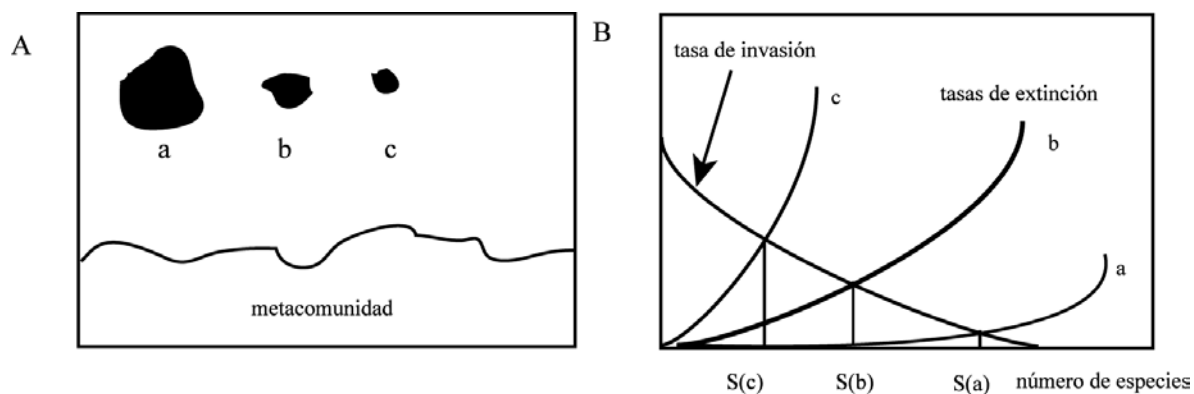 A
a
b
c
metacomunidad
B
tasa de invasión
c
tasas de extinción
b
a
S(c) S(b) S(a) número de especies